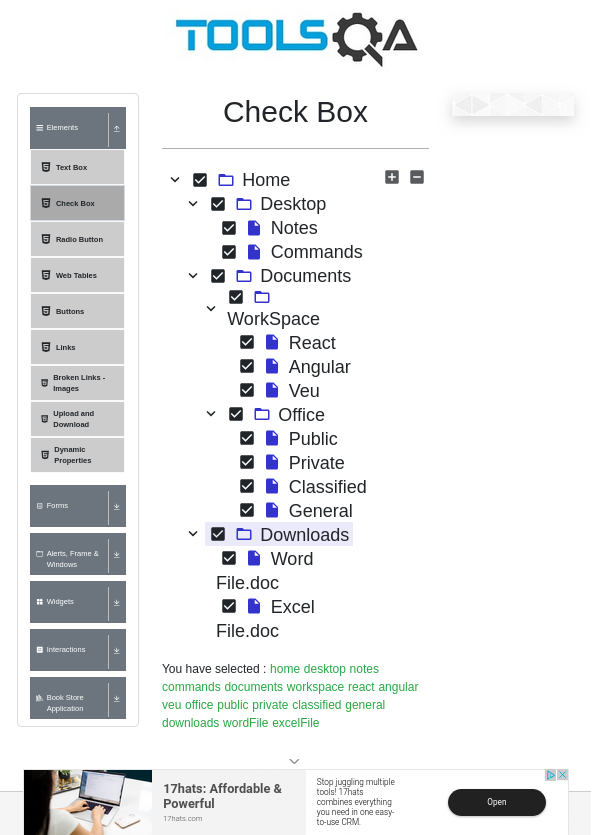 TOOLSQA
Elements
Text Box
Check Box
Radio Button
Web Tables
Buttons
Links
Broken Links -
Images
Upload and
Download
Dynamic
Properties
Forms
Alerts, Frame &
Windows
Widgets
Interactions
Book Store
Application
Check Box
Home
Desktop
Notes
Commands
Documents
WorkSpace
React
Angular
Veu
Office
Public
Private
Classified
General
Downloads
Word
File.doc
Excel
File.doc
You have selected : home desktop notes
commands documents workspace react angular
veu office public private classified general
downloads wordFile excelFile
17hats: Affordable &
Powerful
17hats.com
Stop juggling multiple
tools! 17hats
combines everything
you need in one easy-
to-use CRM.
Open